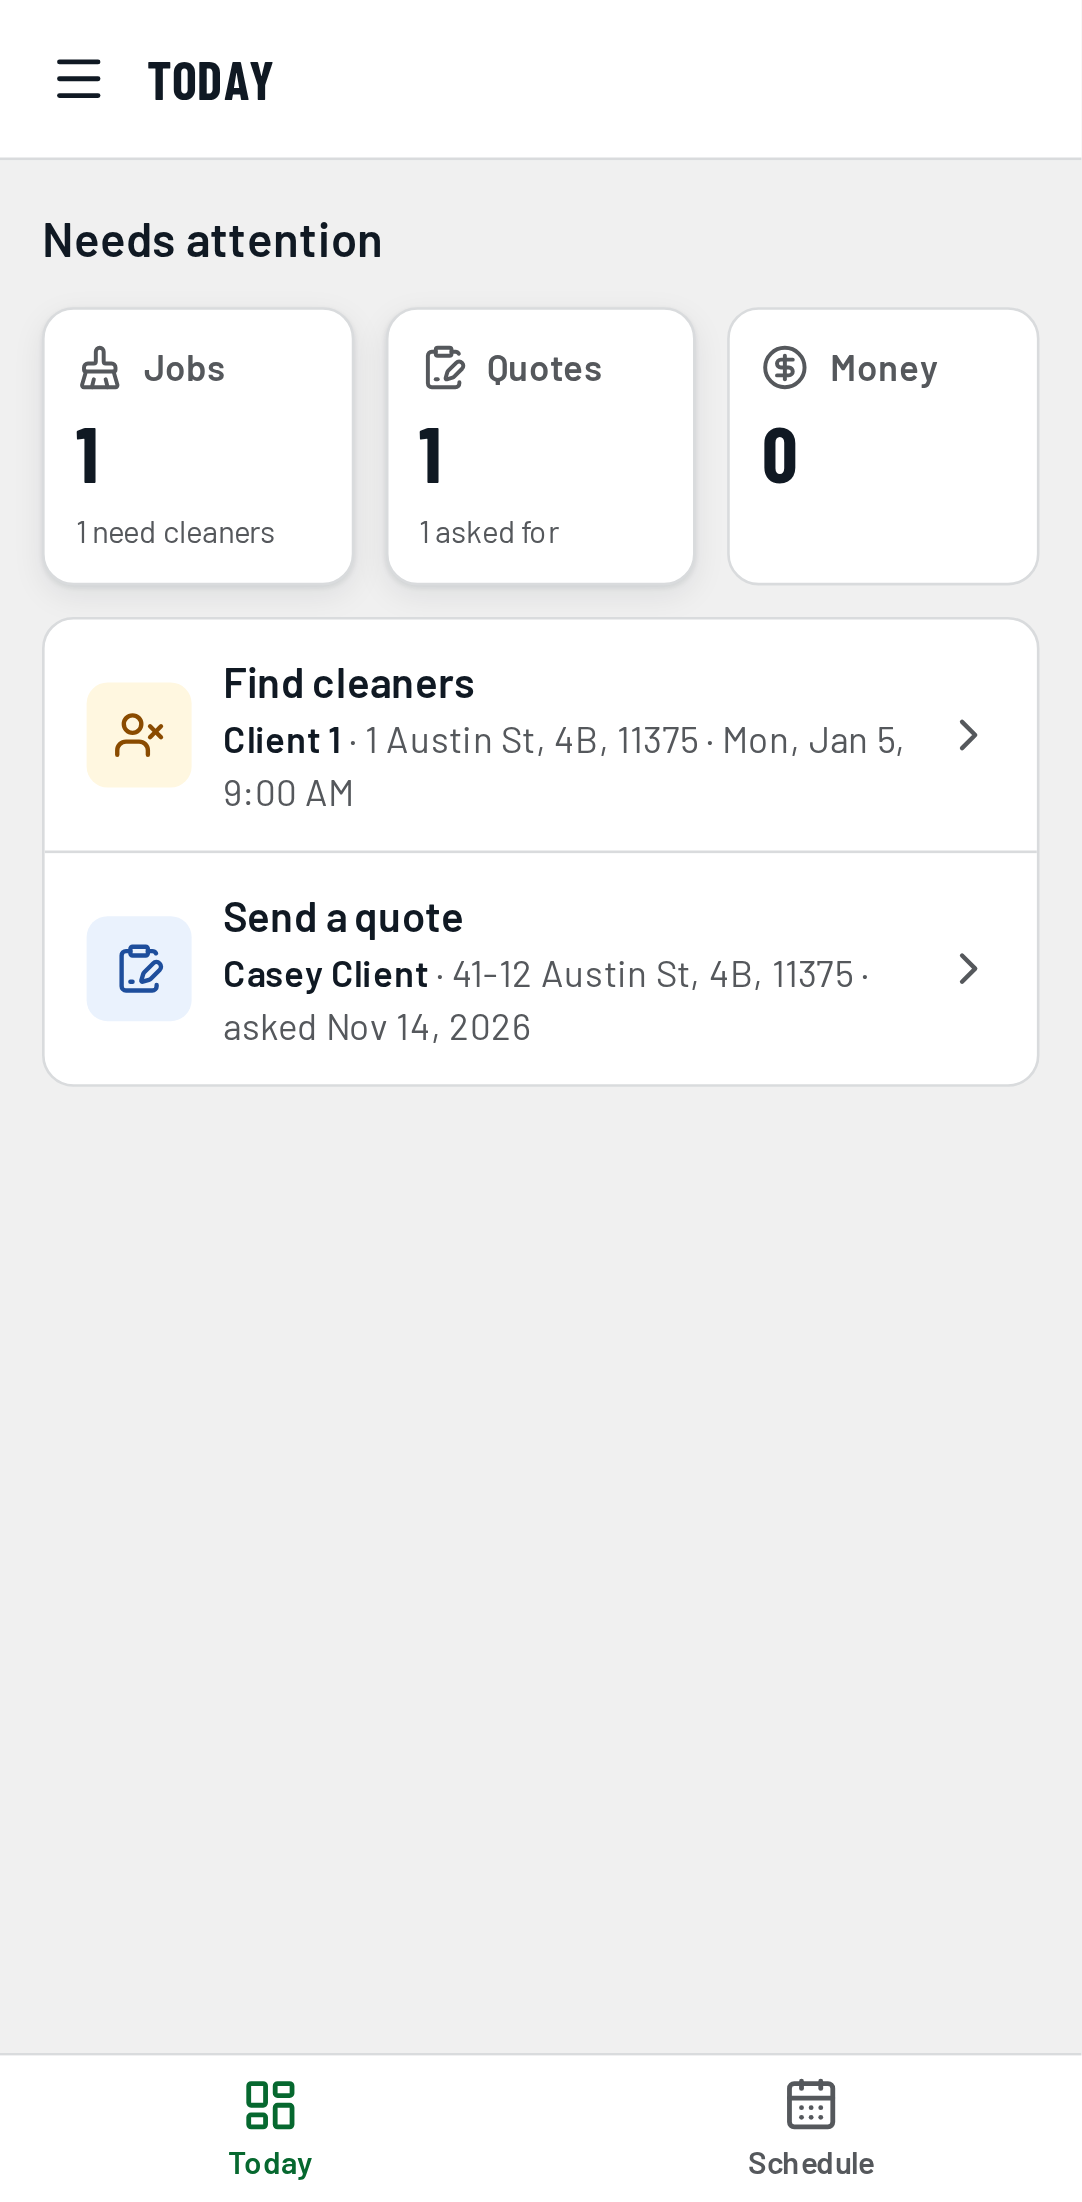 TODAY
Needs attention
Jobs
1
1 need cleaners
Quotes
1
1 asked for
Money
0
Find cleaners
Client 1 · 1 Austin St, 4B, 11375 · Mon, Jan 5,
9:00 AM
Send a quote
Casey Client · 41-12 Austin St, 4B, 11375 ·
asked Nov 14, 2026
Today
Schedule